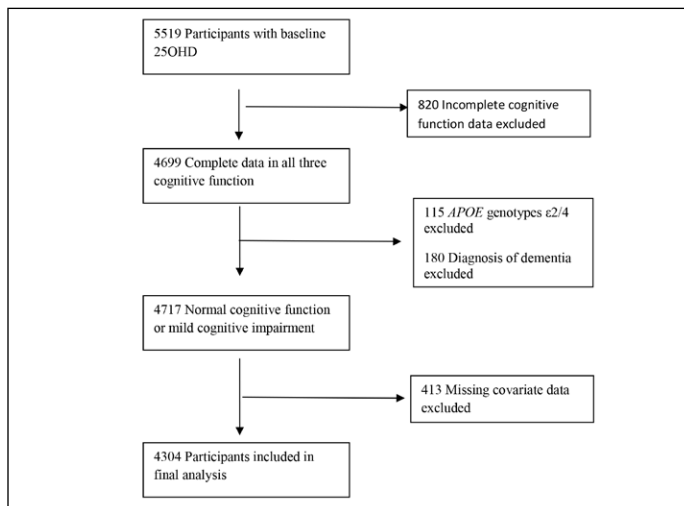 5519 Participants with baseline
25OHD
820 Incomplete cognitive
function data excluded
4699 Complete data in all three
cognitive function
115 APOE genotypes ε2/4
excluded
180 Diagnosis of dementia
excluded
4717 Normal cognitive function
or mild cognitive impairment
413 Missing covariate data
excluded
4304 Participants included in
final analysis